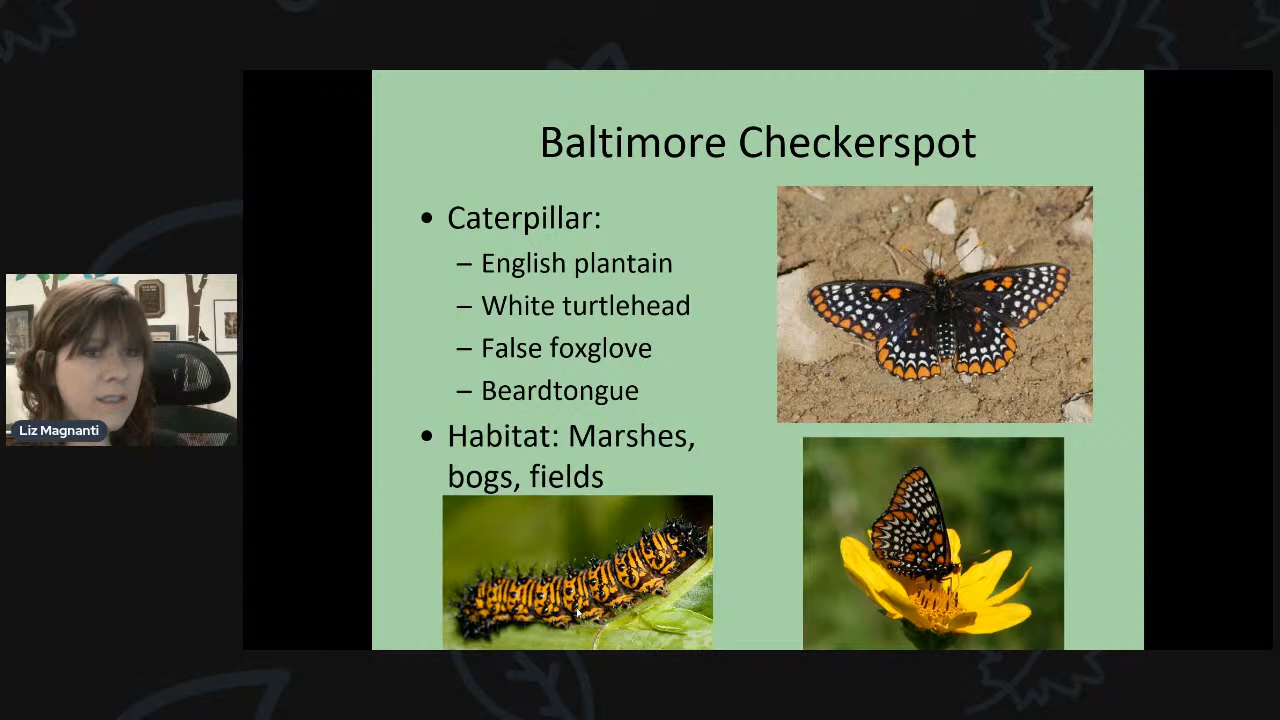 Baltimore Checkerspot
• Caterpillar:
– English plantain
– White turtlehead
– False foxglove
– Beardtongue
• Habitat: Marshes,
bogs, fields
Liz Magnanti